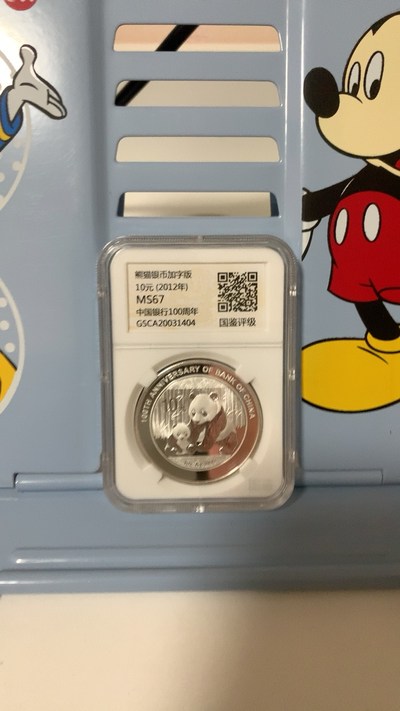 熊猫银币加字版
10元 (2012年)
MS67
中国银行100周年
GSCA20031404
国鉴评级
100TH ANNIVERSARY OF BANK OF CHINA